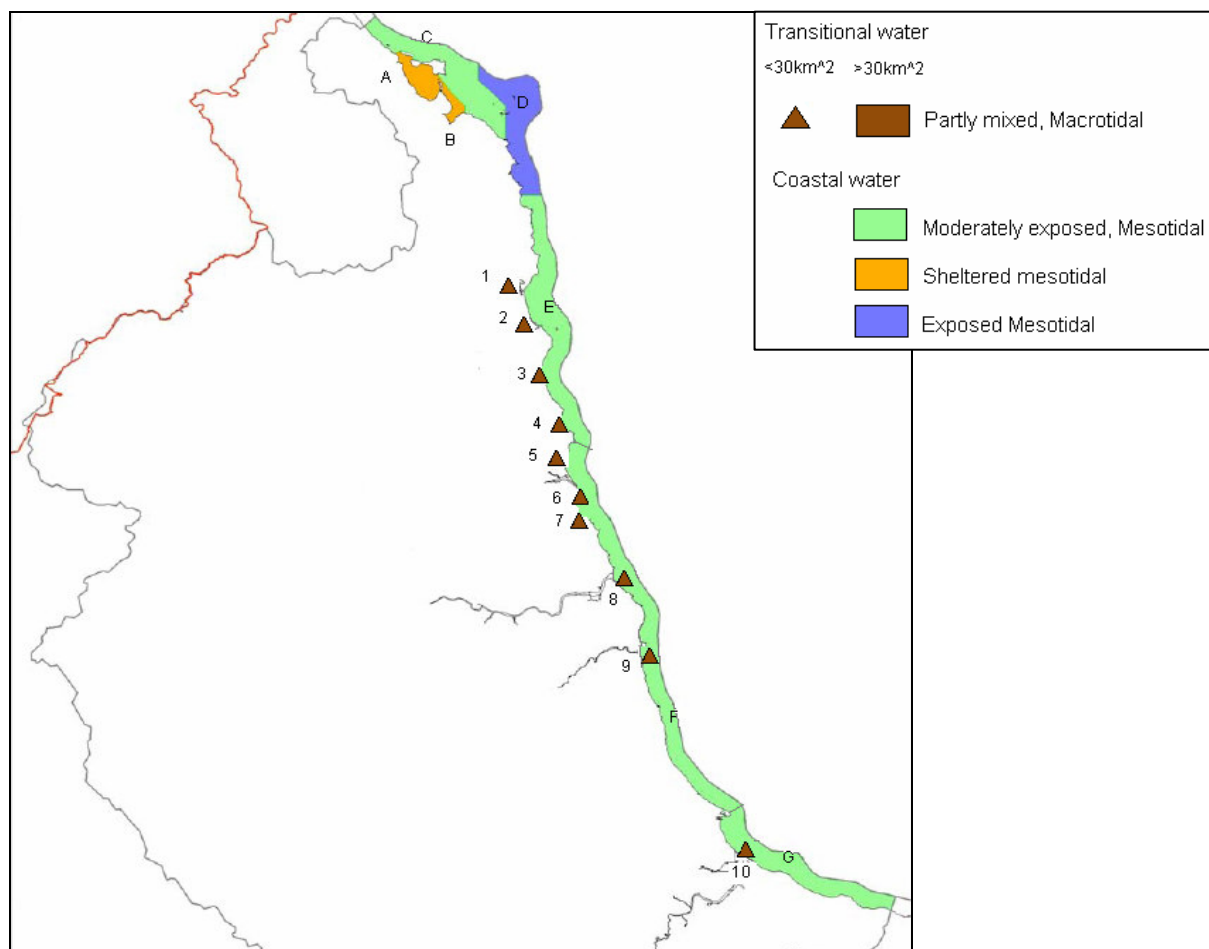 Transitional water
<30km^2 >30km^2
Partly mixed, Macrotidal
Coastal water
Moderately exposed, Mesotidal
Sheltered mesotidal
Exposed Mesotidal
C
A
D
B
1
E
2
3
4
5
6
7
8
9
F
G
10